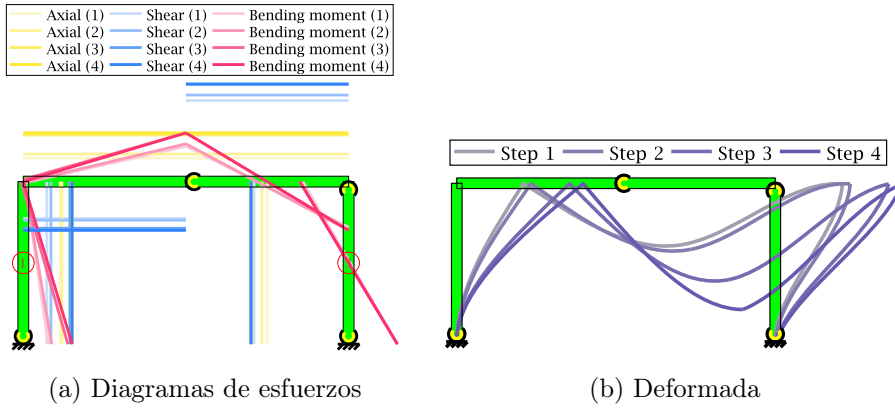 Axial (1) Shear (1) Bending moment (1)
Axial (2) Shear (2) Bending moment (2)
Axial (3) Shear (3) Bending moment (3)
Axial (4) Shear (4) Bending moment (4)
Step 1 Step 2 Step 3 Step 4
1
(a) Diagramas de esfuerzos
(b) Deformada